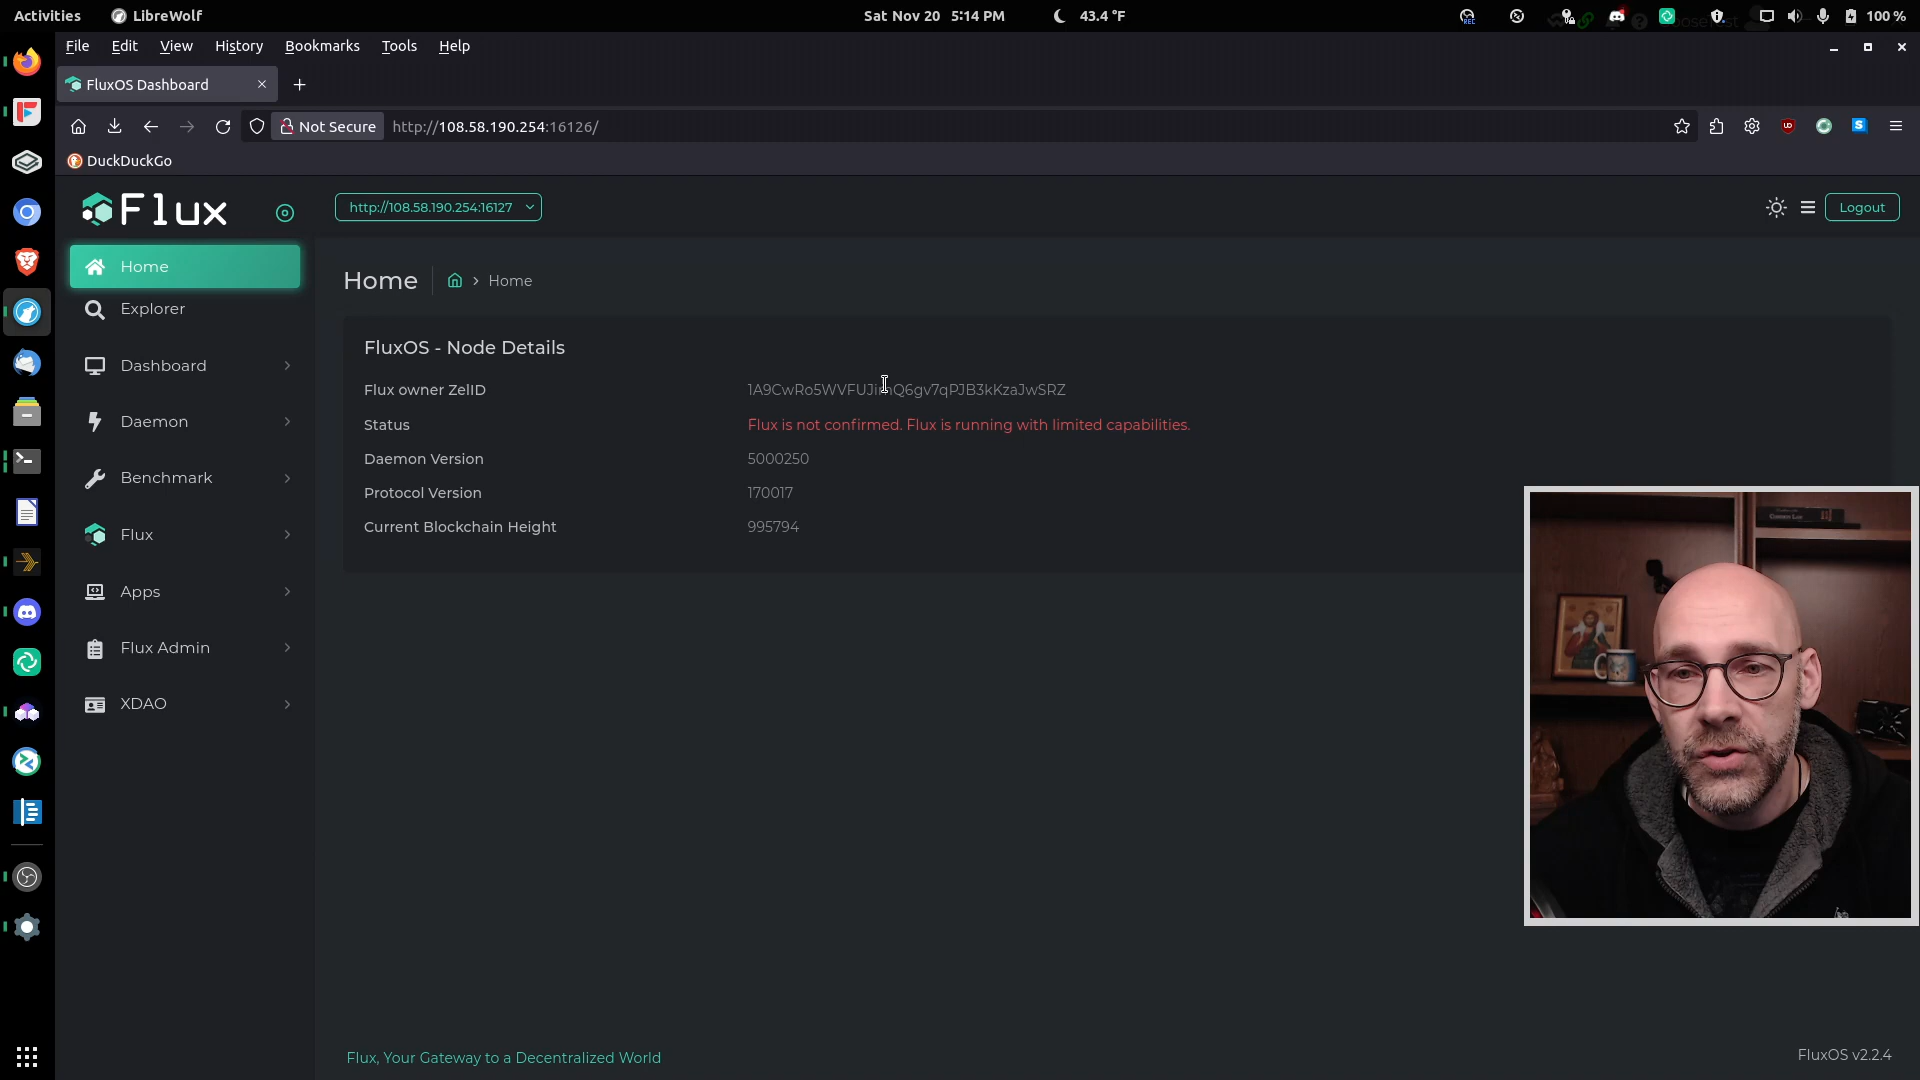 Activities LibreWolf Sat Nov 20 5:14 PM 43.4 °F 100 %
File Edit View History Bookmarks Tools Help
FluxOS Dashboard
Not Secure http://108.58.190.254:16126/
DuckDuckGo
Flux http://108.58.190.254:16127 Logout
Home
Explorer
Dashboard
Daemon
Benchmark
Flux
Apps
Flux Admin
XDAO
Home Home
FluxOS - Node Details
Flux owner ZelID
Status Flux is not confirmed. Flux is running with limited capabilities.
Daemon Version 5000250
Protocol Version 170017
Current Blockchain Height 995794
Flux, Your Gateway to a Decentralized World
FluxOS v2.2.4